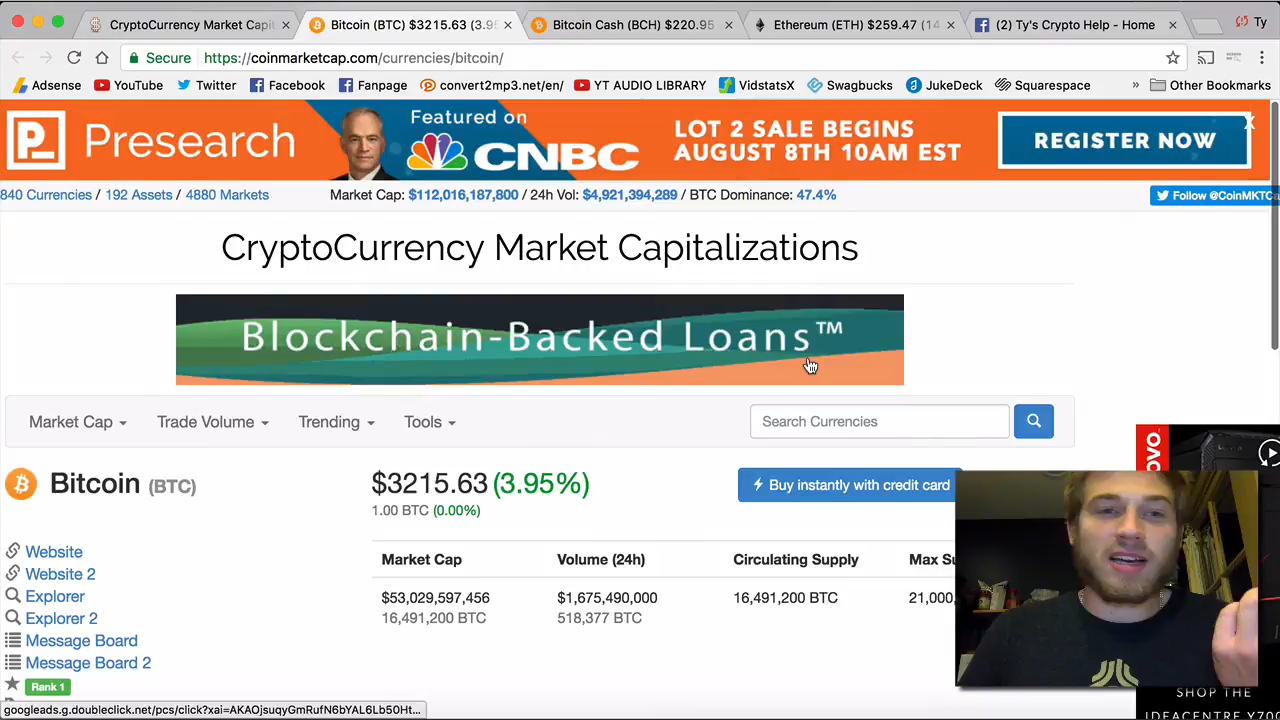 CryptoCurrency Market Capit
Bitcoin (BTC) $3215.63 (3.9
Bitcoin Cash (BCH) $220.95
Ethereum (ETH) $259.47 (14
(2) Ty's Crypto Help - Home
Ty
Secure
https://coinmarketcap.com/currencies/bitcoin/
Adsense YouTube Twitter Facebook Fanpage convert2mp3.net/en/ YT AUDIO LIBRARY VidstatsX Swagbucks JukeDeck Squarespace » Other Bookmarks
Presearch
Featured on
CNBC
LOT 2 SALE BEGINS
AUGUST 8TH 10AM EST
REGISTER NOW
X
840 Currencies / 192 Assets / 4880 Markets
Market Cap: $112,016,187,800 / 24h Vol: $4,921,394,289 / BTC Dominance: 47.4%
Follow @CoinMKTCa
CryptoCurrency Market Capitalizations
Blockchain-Backed Loans™
Market Cap Trade Volume Trending Tools
Search Currencies
Bitcoin (BTC)
$3215.63 (3.95%)
1.00 BTC (0.00%)
Buy instantly with credit card
Website
Website 2
Explorer
Explorer 2
Message Board
Message Board 2
Rank 1
Market Cap Volume (24h) Circulating Supply Max Su
$53,029,597,456 $1,675,490,000 16,491,200 BTC 21,000,
16,491,200 BTC 518,377 BTC
OVO
SHOP THE
IDEACENTRE Y700
googleads.g.doubleclick.net/pcs/click?xai=AKAOjsuqyGmRufN6bYAL6Lb50Ht...